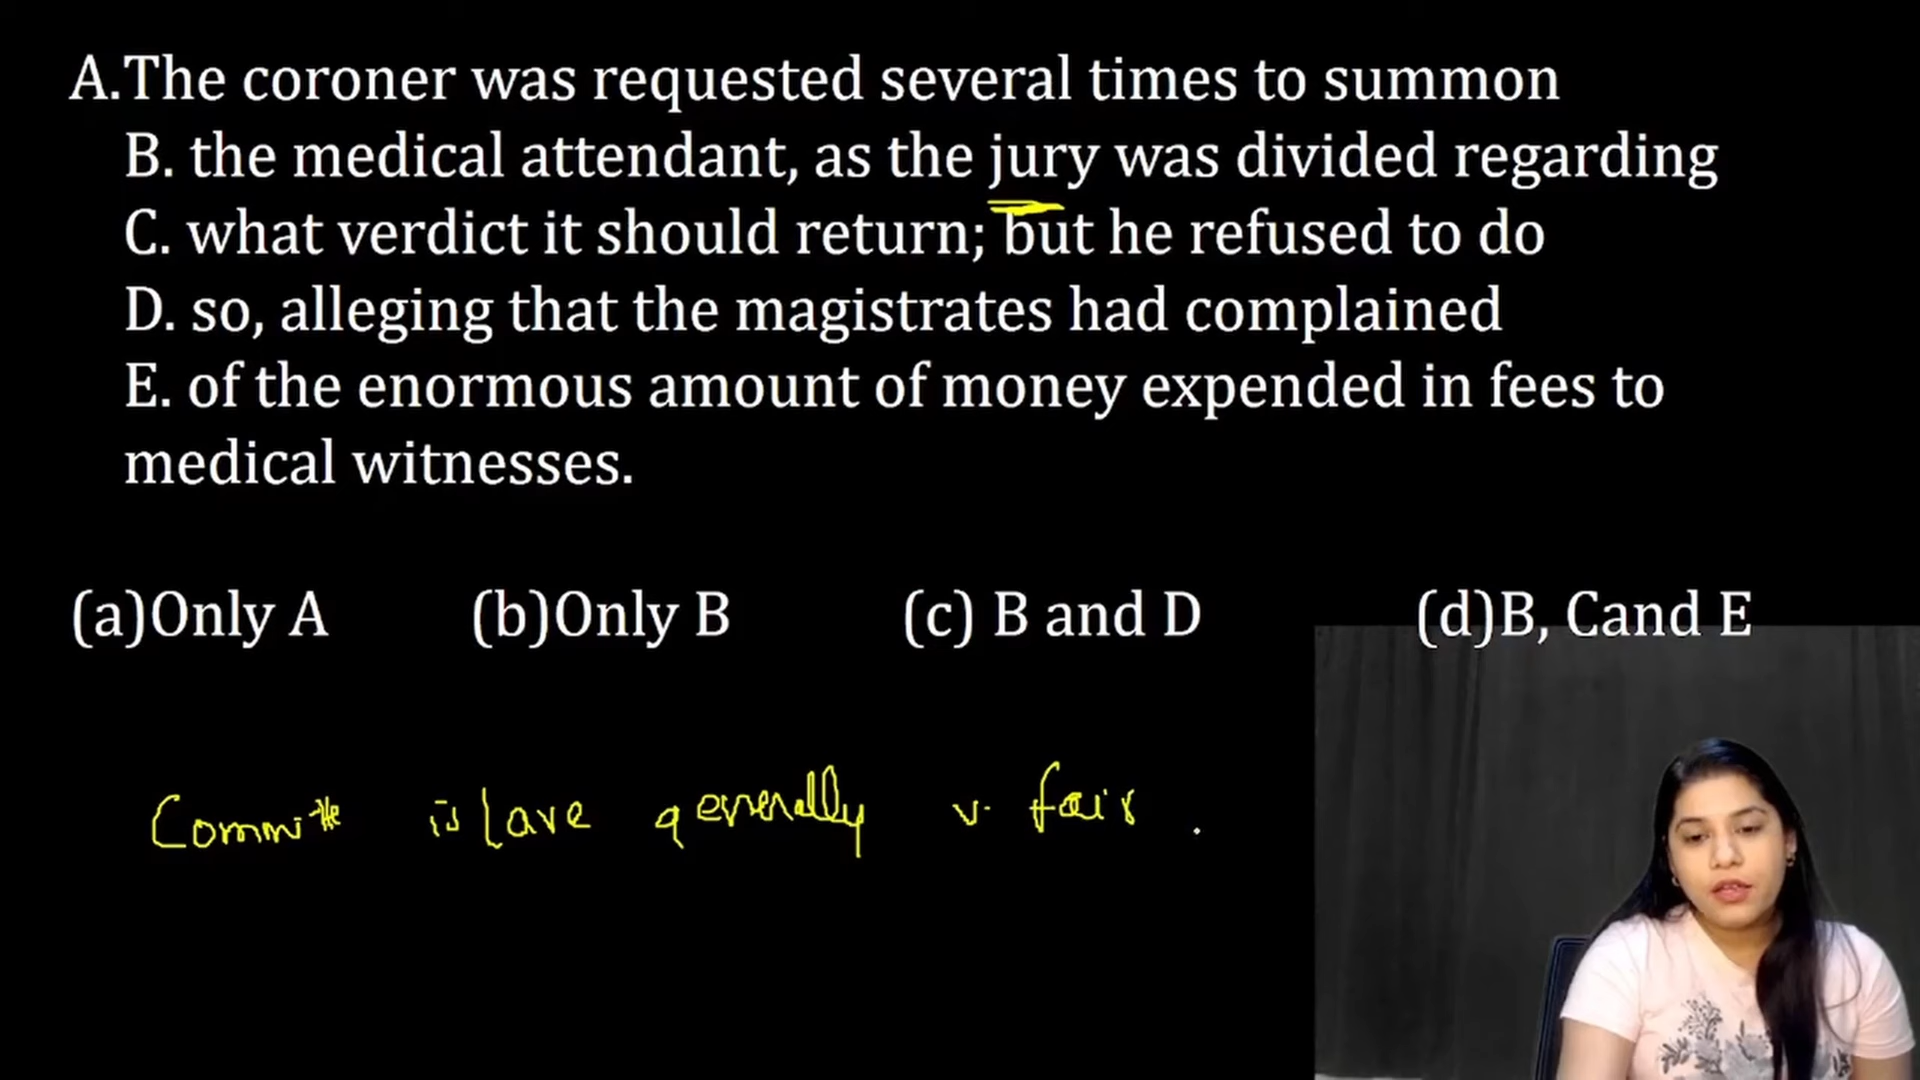 A.The coroner was requested several times to summon
B. the medical attendant, as the jury was divided regarding
C. what verdict it should return; but he refused to do
D. so, alleging that the magistrates had complained
E. of the enormous amount of money expended in fees to
medical witnesses.
(a)Only A (b)Only B (c) B and D (d)B, Cand E
is/are generally v. fair